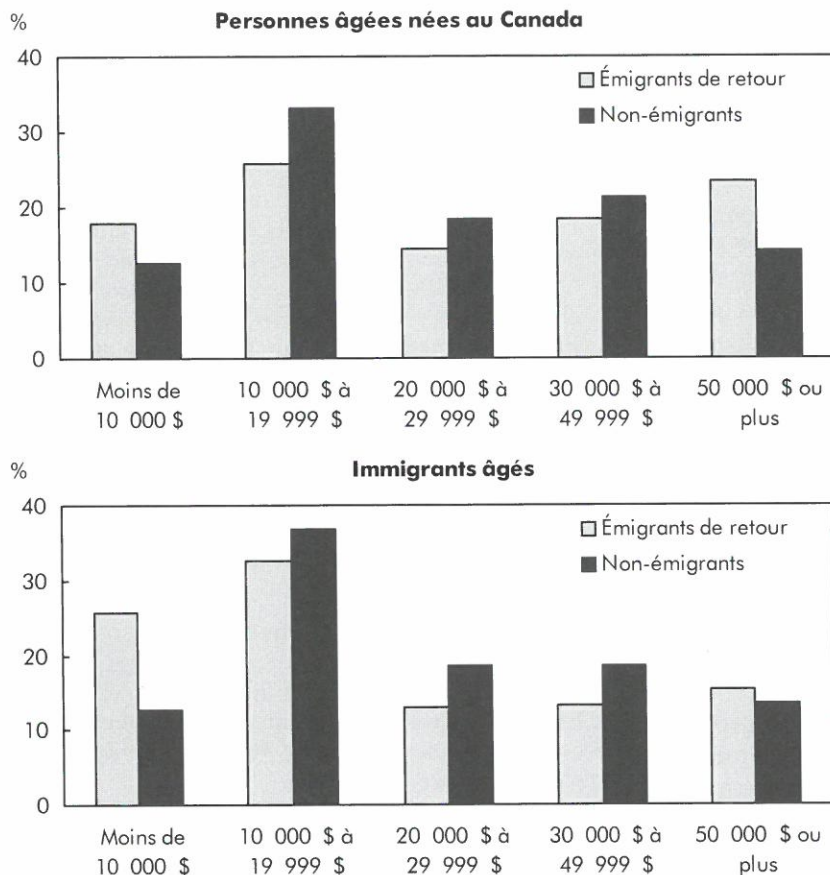 % Personnes âgées nées au Canada
40
Émigrants de retour
Non-émigrants
30
20
10
0
Moins de 10 000 $ à 20 000 $ à 30 000 $ à 50 000 $ ou
10 000 $ 19 999 $ 29 999 $ 49 999 $ plus
% Immigrants âgés
40
Émigrants de retour
Non-émigrants
30
20
10
0
Moins de 10 000 $ à 20 000 $ à 30 000 $ à 50 000 $ ou
10 000 $ 19 999 $ 29 999 $ 49 999 $ plus